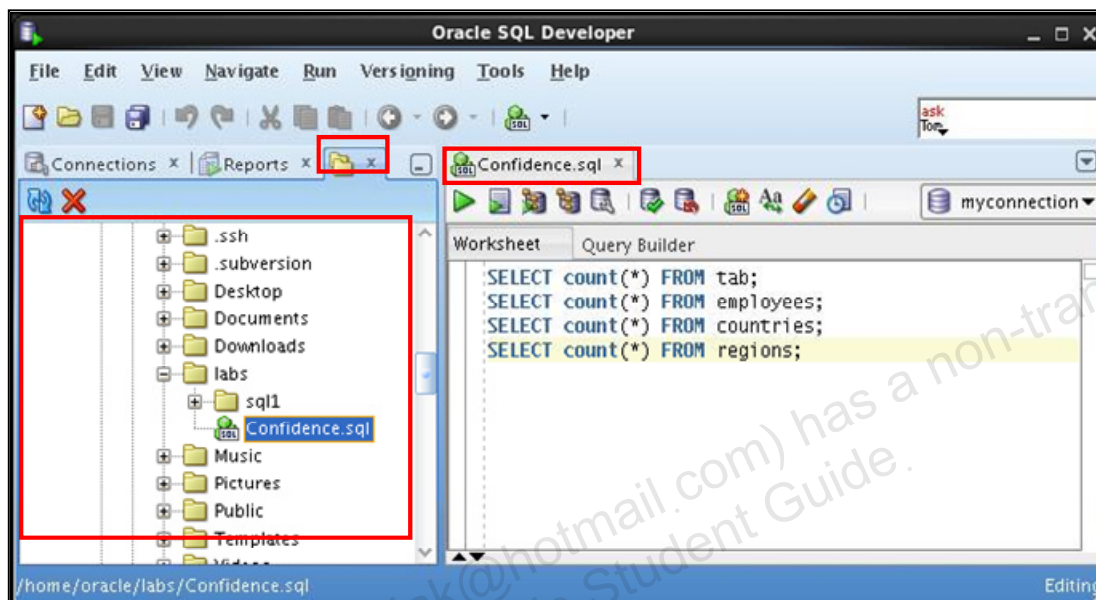 Oracle SQL Developer
File Edit View Navigate Run Versioning Tools Help
ask
Tom
Connections Reports
Confidence.sql
myconnection
Worksheet Query Builder
.ssh
.subversion
Desktop
Documents
Downloads
labs
sql1
Confidence.sql
Music
Pictures
Public
Templates
SELECT count(*) FROM tab;
SELECT count(*) FROM employees;
SELECT count(*) FROM countries;
SELECT count(*) FROM regions;
has a
hotmail.com)
Student Guide.
/home/oracle/labs/Confidence.sql
Editing